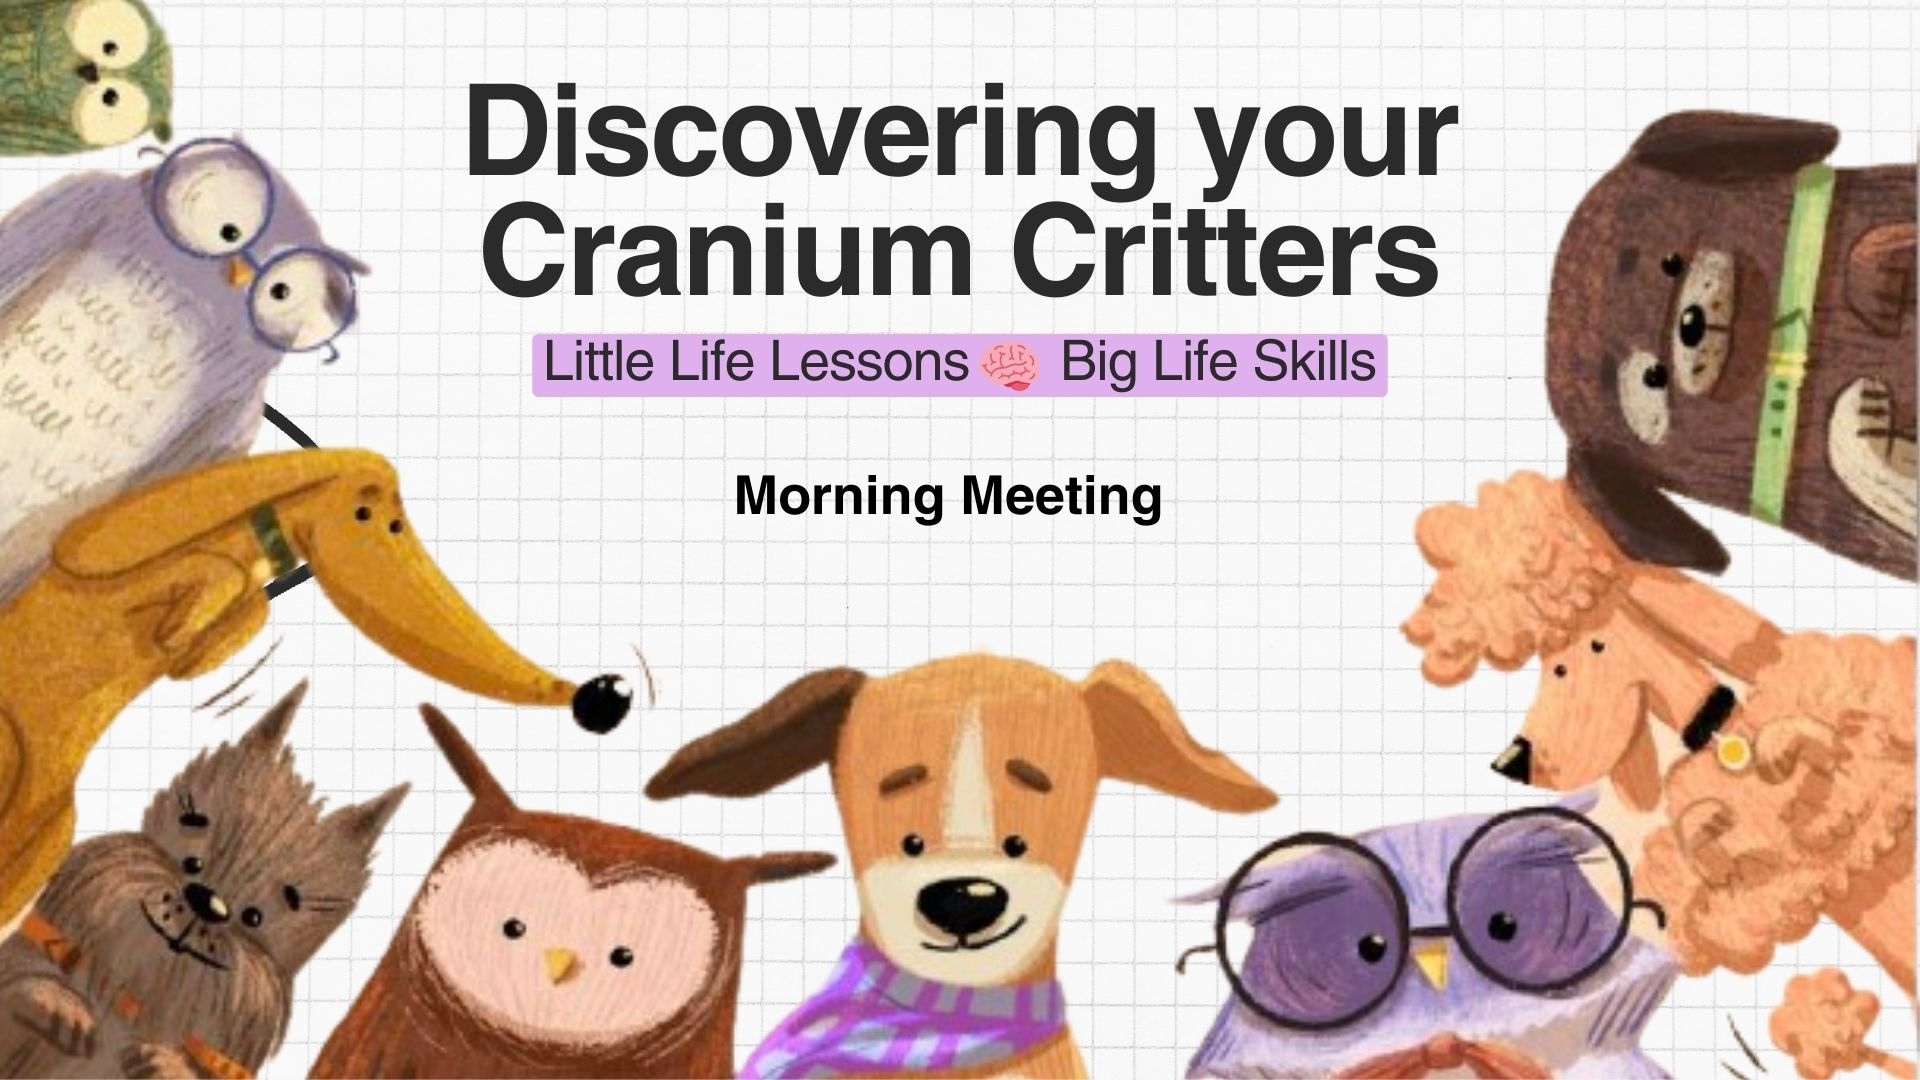 Discovering your
Cranium Critters
Little Life Lessons🧠 Big Life Skills
Morning Meeting